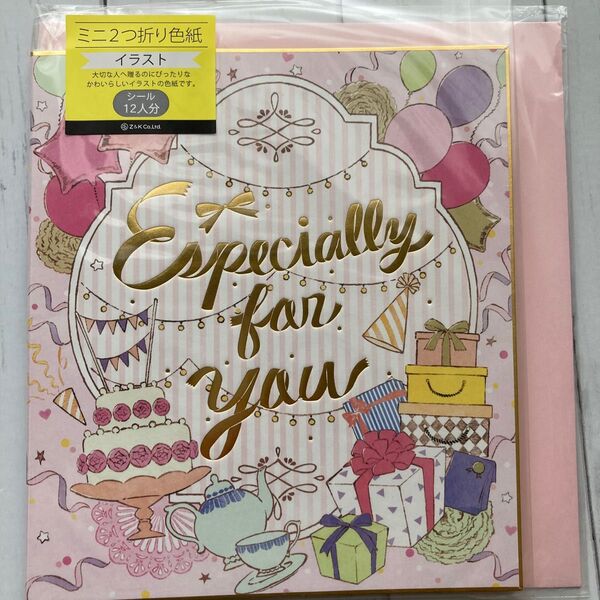 ミニ2つ折り色紙
イラスト
大切な人へ贈るのにぴったりな
かわいらしいイラストの色紙です。
シール
12人分
Z&K Co.,Ltd.
Especially
for
you